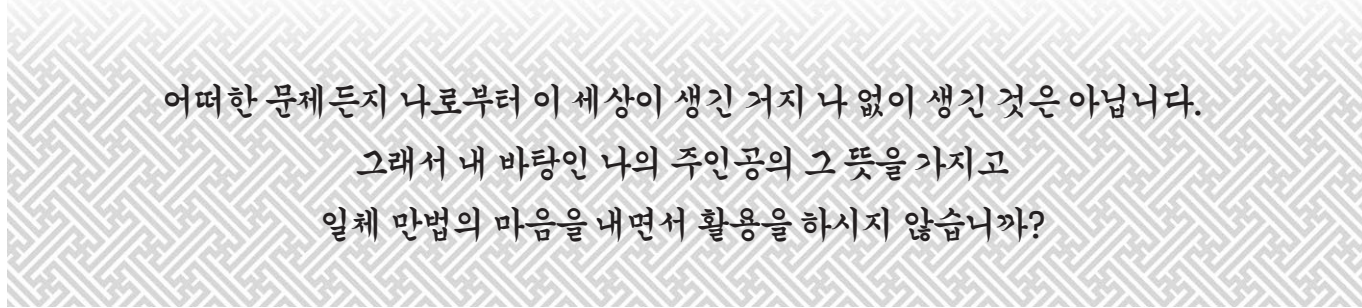 어떠한 문제든지 나로부터 이 세상이 생긴 거지 나 없이 생긴 것은 아닙니다.
그래서 내 바탕인 나의 주인공의 그 뜻을 가지고
일체 만법의 마음을 내면서 활용을 하시지 않습니까?